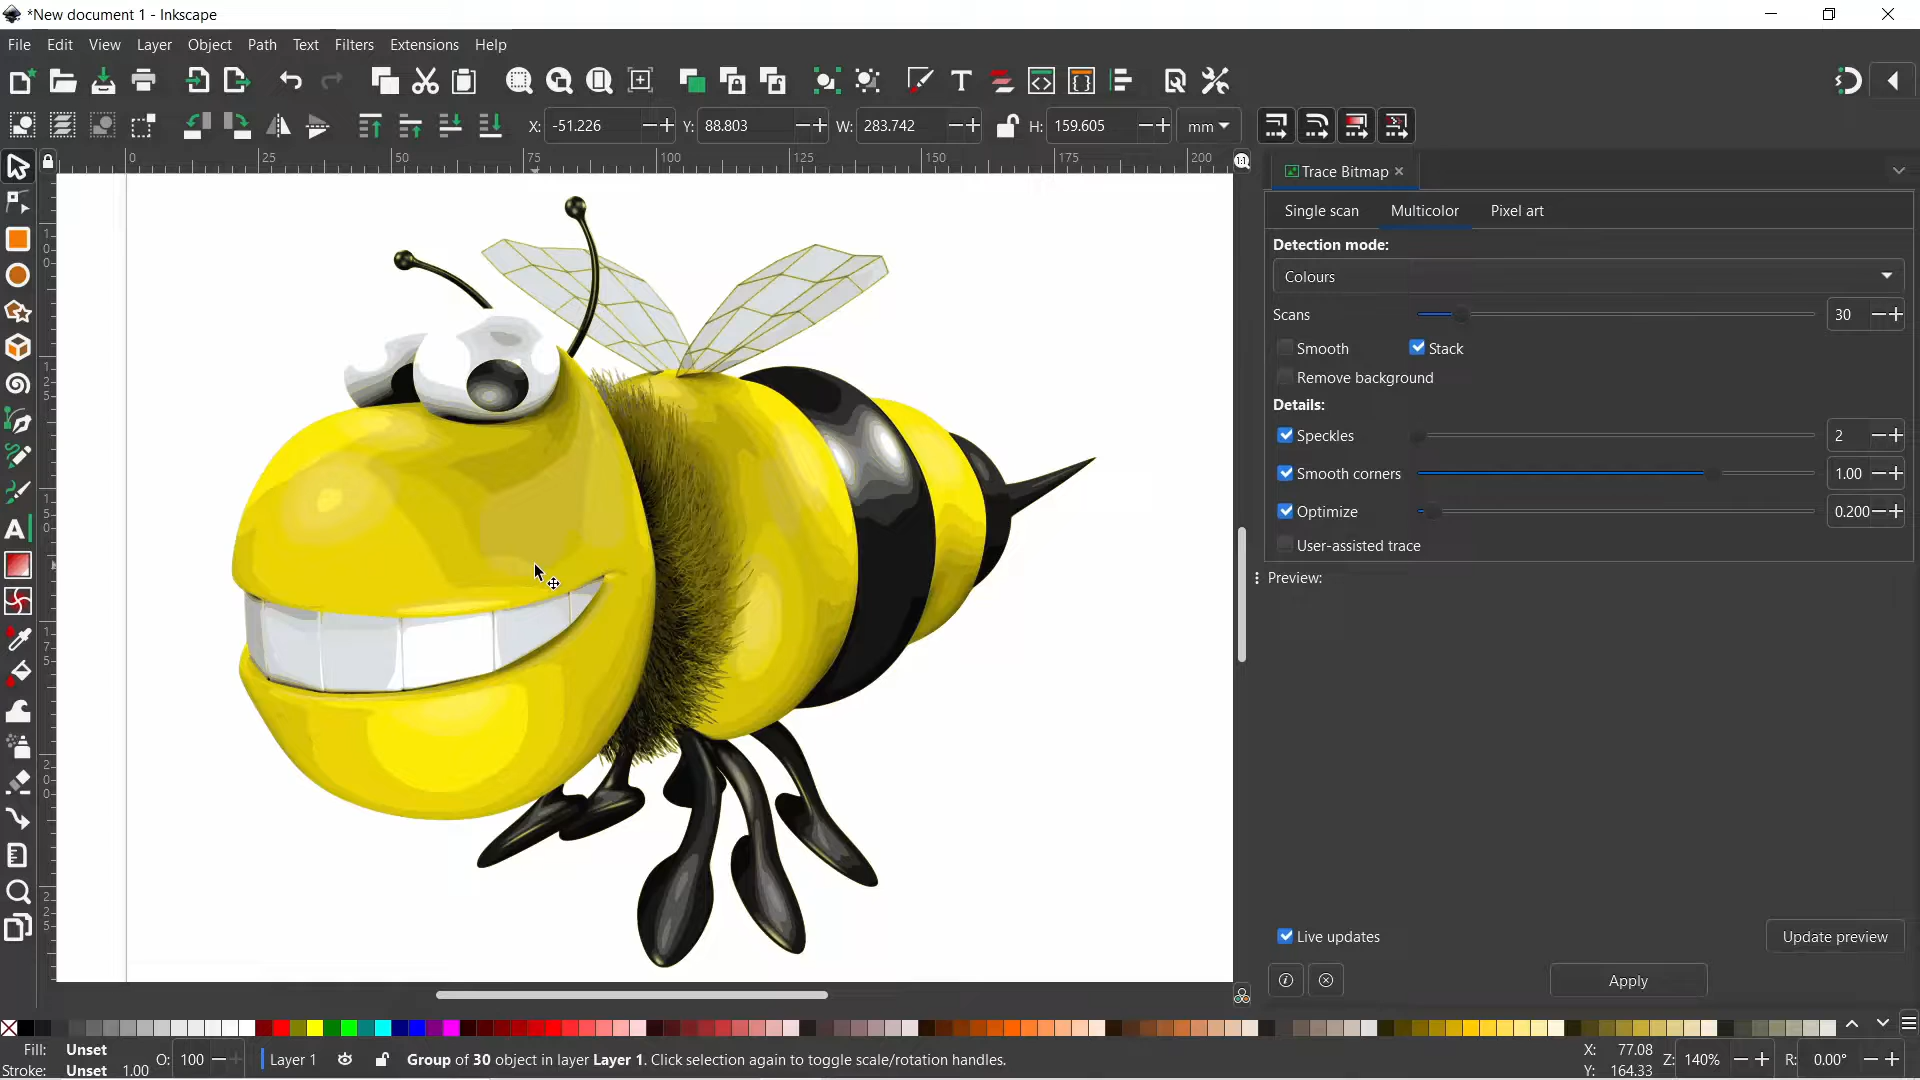 *New document 1 - Inkscape
File Edit View Layer Object Path Text Filters Extensions Help
X: -51.226 Y: 88.803 W: 283.742 H: 159.605 mm
0 25 50 75 100 125 150 175 200
1:1
Trace Bitmap
Single scan Multicolor Pixel art
Detection mode:
Colours
Scans 30
Smooth Stack
Remove background
Details:
Speckles 2
Smooth corners 1.00
Optimize 0.200
User-assisted trace
Preview:
Live updates Update preview
Apply
Fill: Unset O: 100 Layer 1 Group of 30 object in layer Layer 1. Click selection again to toggle scale/rotation handles. X: 77.08 Z: 140% R: 0.00°
Stroke: Unset 1.00 Y: 164.33